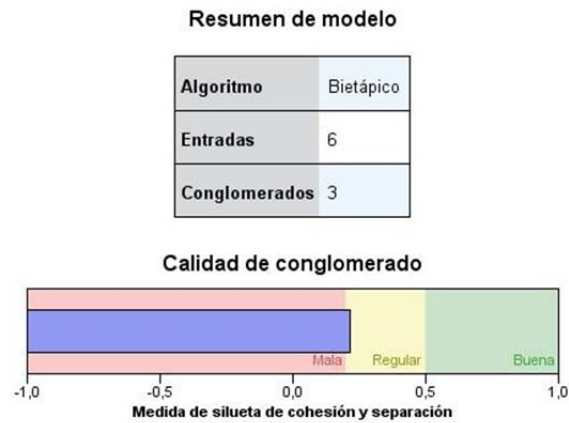 Resumen de modelo
Algoritmo Bietápico
Entradas 6
Conglomerados 3
Calidad de conglomerado
Mala Regular Buena
-1,0 -0,5 0,0 0,5 1,0
Medida de silueta de cohesión y separación